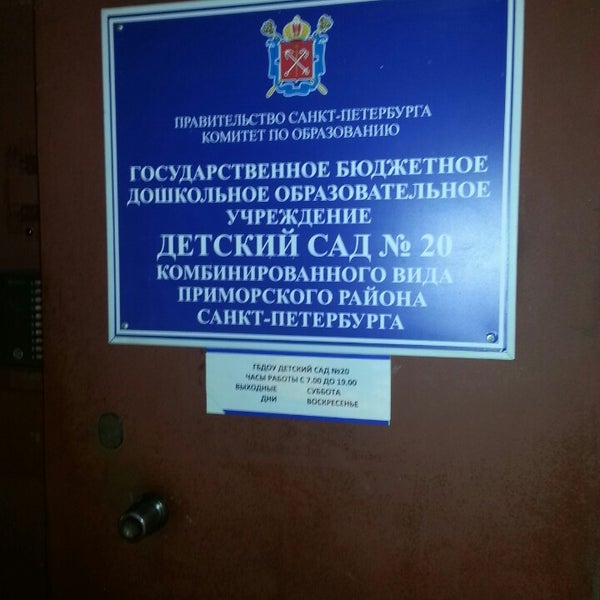 ПРАВИТЕЛЬСТВО САНКТ-ПЕТЕРБУРГА
КОМИТЕТ ПО ОБРАЗОВАНИЮ
ГОСУДАРСТВЕННОЕ БЮДЖЕТНОЕ
ДОШКОЛЬНОЕ ОБРАЗОВАТЕЛЬНОЕ
УЧРЕЖДЕНИЕ
ДЕТСКИЙ САД № 20
КОМБИНИРОВАННОГО ВИДА
ПРИМОРСКОГО РАЙОНА
САНКТ-ПЕТЕРБУРГА
ГБДОУ ДЕТСКИЙ САД №20
ЧАСЫ РАБОТЫ С 7.00 ДО 19.00
ВЫХОДНЫЕ СУББОТА
ДНИ ВОСКРЕСЕНЬЕ